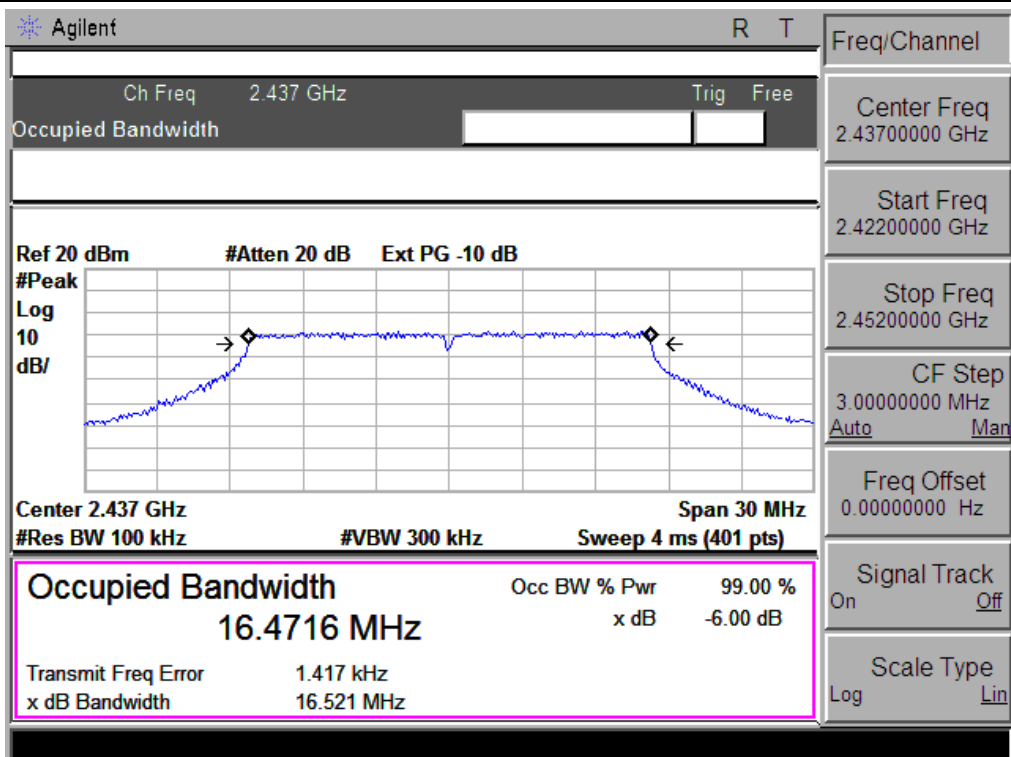 Agilent R T
Ch Freq 2.437 GHz Trig Free
Occupied Bandwidth
Ref 20 dBm #Atten 20 dB Ext PG -10 dB
#Peak
Log
10
dB/
Center 2.437 GHz Span 30 MHz
#Res BW 100 kHz #VBW 300 kHz Sweep 4 ms (401 pts)
Occupied Bandwidth Occ BW % Pwr 99.00 %
16.4716 MHz x dB -6.00 dB
Transmit Freq Error 1.417 kHz
x dB Bandwidth 16.521 MHz
Freq/Channel
Center Freq
2.43700000 GHz
Start Freq
2.42200000 GHz
Stop Freq
2.45200000 GHz
CF Step
3.00000000 MHz
Auto Man
Freq Offset
0.00000000 Hz
Signal Track
On Off
Scale Type
Log Lin